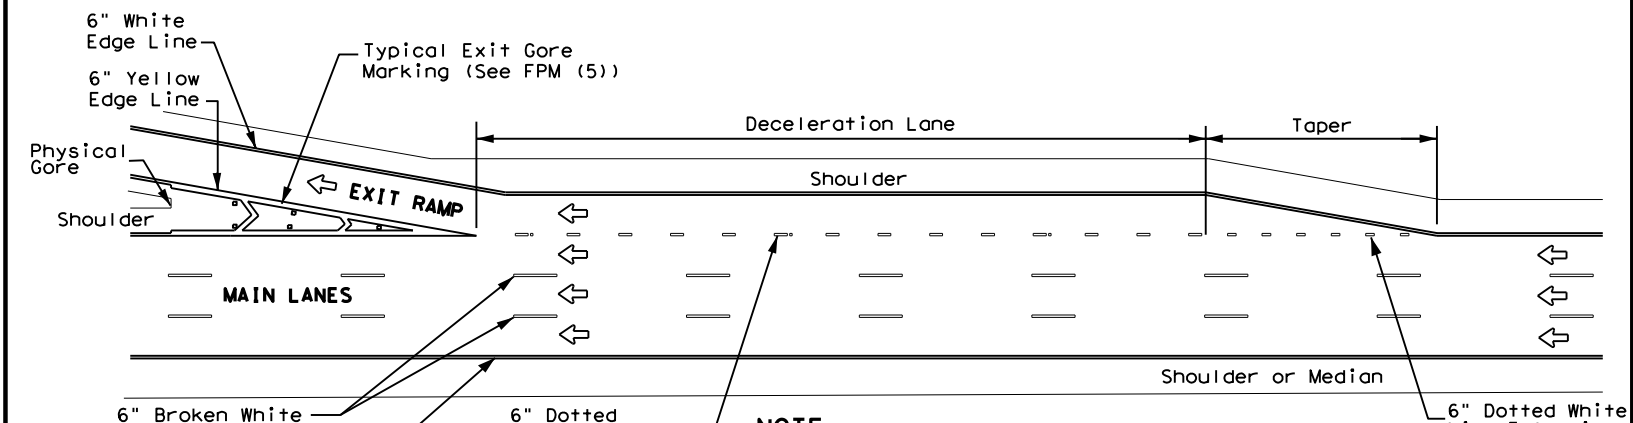 6" White
Edge Line
Typical Exit Gore
Marking (See FPM (5))
6" Yellow
Edge Line
Deceleration Lane
Taper
Physical
Gore
Shoulder
EXIT RAMP
Shoulder
MAIN LANES
Shoulder or Median
6" Broken White
6" Dotted
NOTE
6" Dotted White